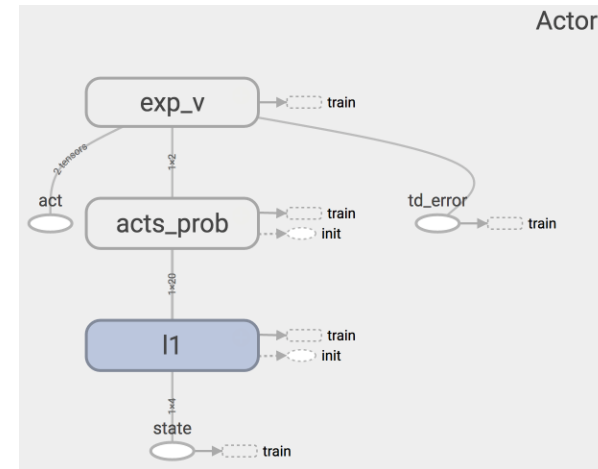 Actor
exp_v
train
2 tensors
1×2
act
td_error
acts_prob
train
init
train
1×20
l1
train
init
1×4
state
train